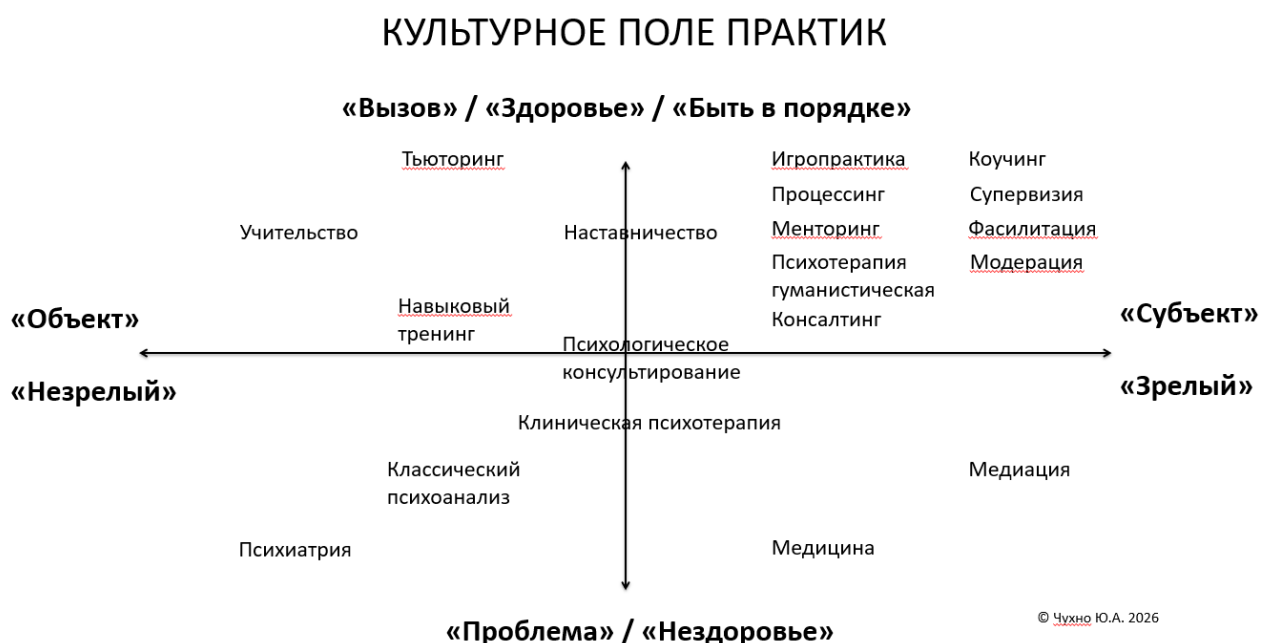 КУЛЬТУРНОЕ ПОЛЕ ПРАКТИК
«Вызов» / «Здоровье» / «Быть в порядке»
Тьюторинг
Игропрактика
Коучинг
Процессинг
Супервизия
Учительство
Наставничество
Менторинг
Фасилитация
Психотерапия
гуманистическая
Модерация
Навыковый
тренинг
Консалтинг
«Объект»
«Субъект»
Психологическое
консультирование
«Незрелый»
«Зрелый»
Клиническая психотерапия
Классический
психоанализ
Медиация
Психиатрия
Медицина
«Проблема» / «Нездоровье»
© Чухно Ю.А. 2026